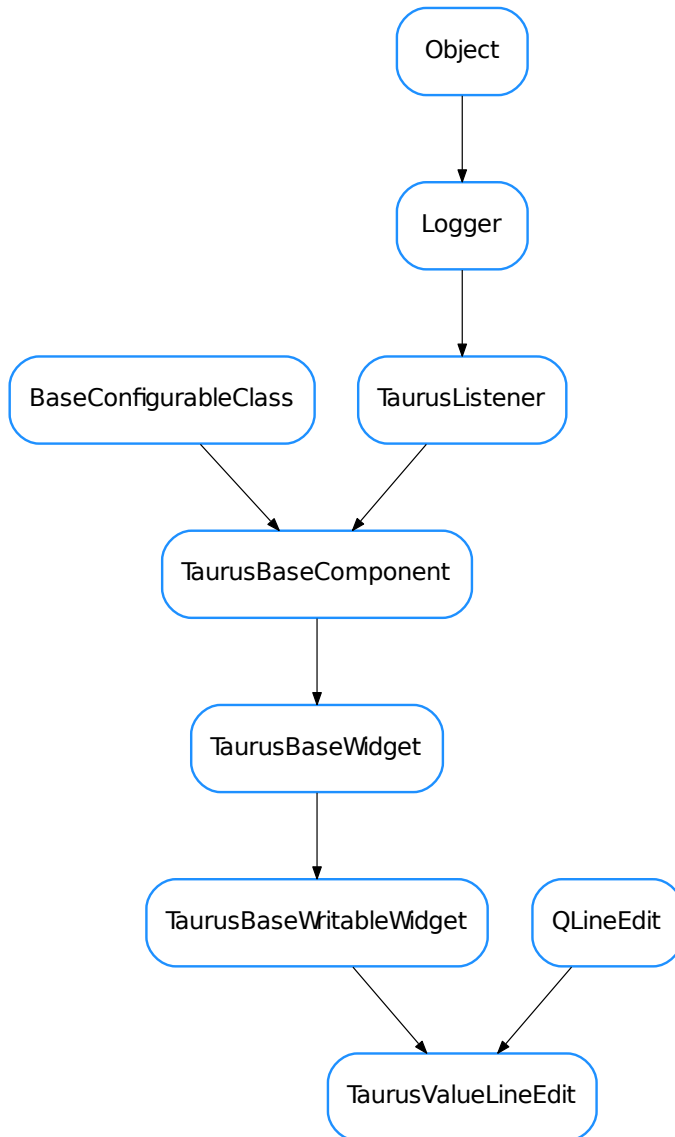 Object
Logger
BaseConfigurableClass
TaurusListener
TaurusBaseComponent
TaurusBaseWidget
TaurusBaseWritableWidget
QLineEdit
TaurusValueLineEdit